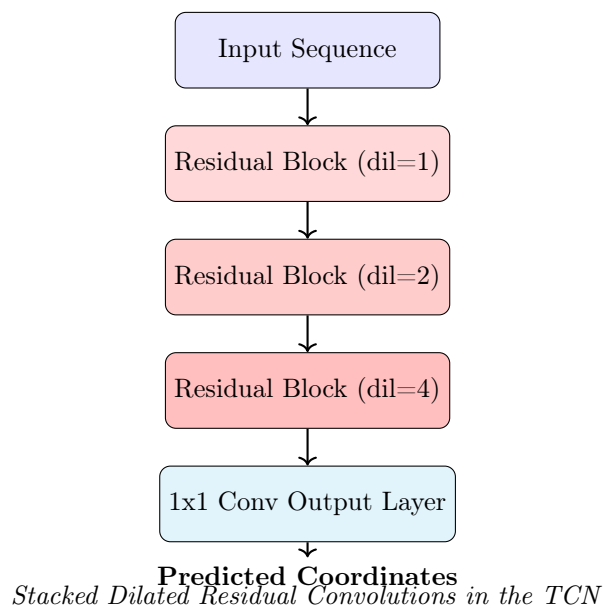 Input Sequence
Residual Block (dil=1)
Residual Block (dil=2)
Residual Block (dil=4)
1x1 Conv Output Layer
Predicted Coordinates
Stacked Dilated Residual Convolutions in the TCN